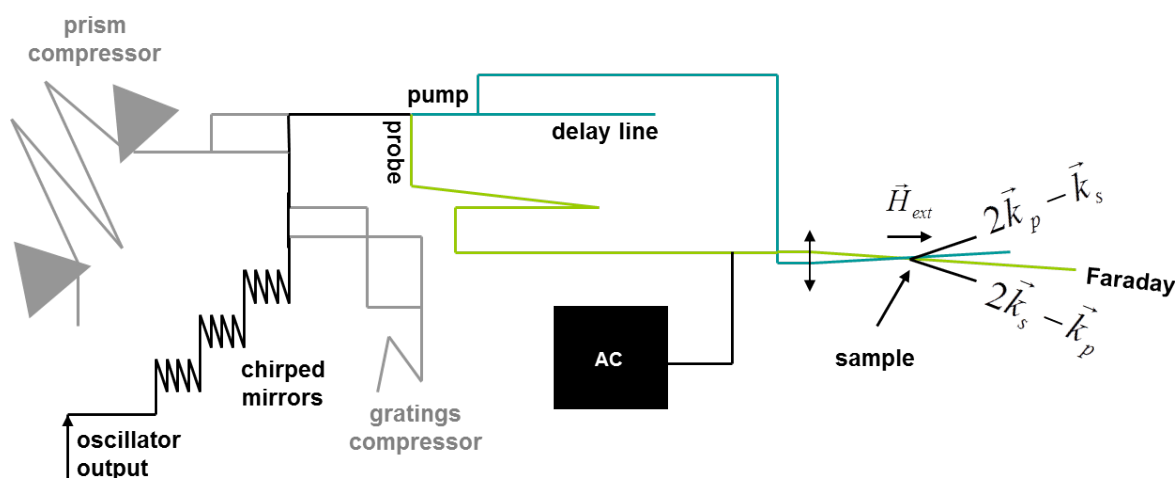 prism
compressor
pump
probe
delay line
H⃗ext
2k⃗p − k⃗s
Faraday
2k⃗s − k⃗p
sample
AC
chirped
mirrors
gratings
compressor
oscillator
output